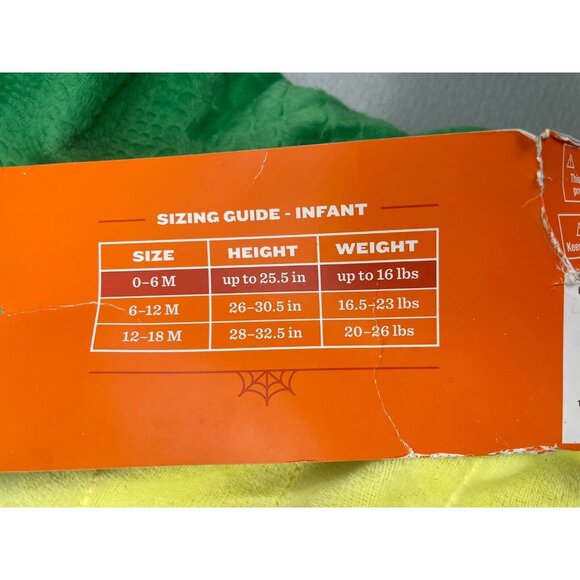 SIZING GUIDE - INFANT
SIZE HEIGHT WEIGHT
0–6 M up to 25.5 in up to 16 lbs
6–12 M 26–30.5 in 16.5–23 lbs
12–18 M 28–32.5 in 20–26 lbs